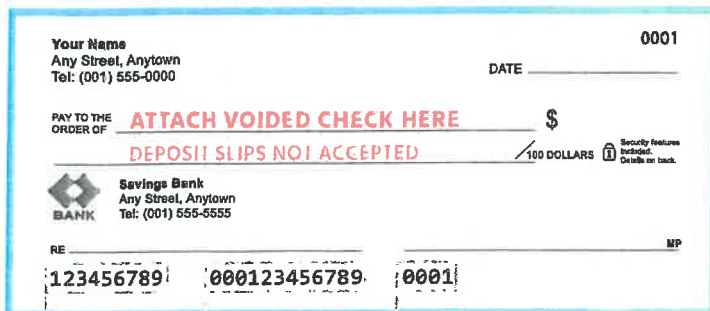 Your Name
0001
Any Street, Anytown
Tel: (001) 555-0000
DATE
PAY TO THE
ORDER OF
ATTACH VOIDED CHECK HERE
$
DEPOSIT SLIPS NOT ACCEPTED
/100 DOLLARS
Security features
included.
Details on back.
BANK
Savings Bank
Any Street, Anytown
Tel: (001) 555-5555
RE
MP
123456789 000123456789 0001